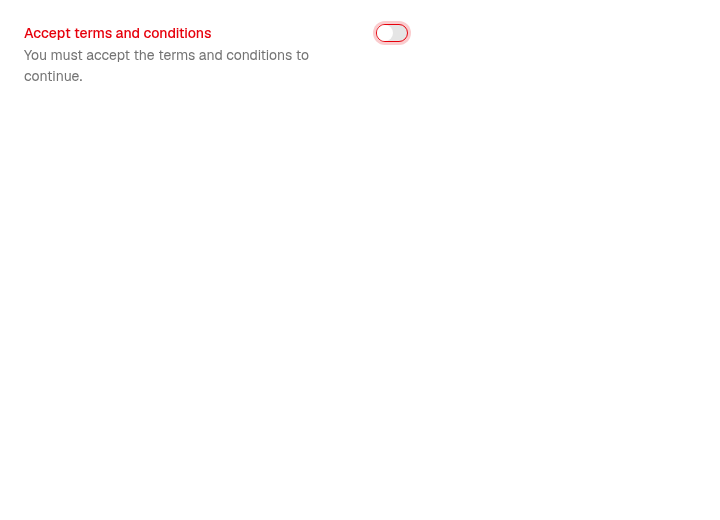 Accept terms and conditions
You must accept the terms and conditions to
continue.